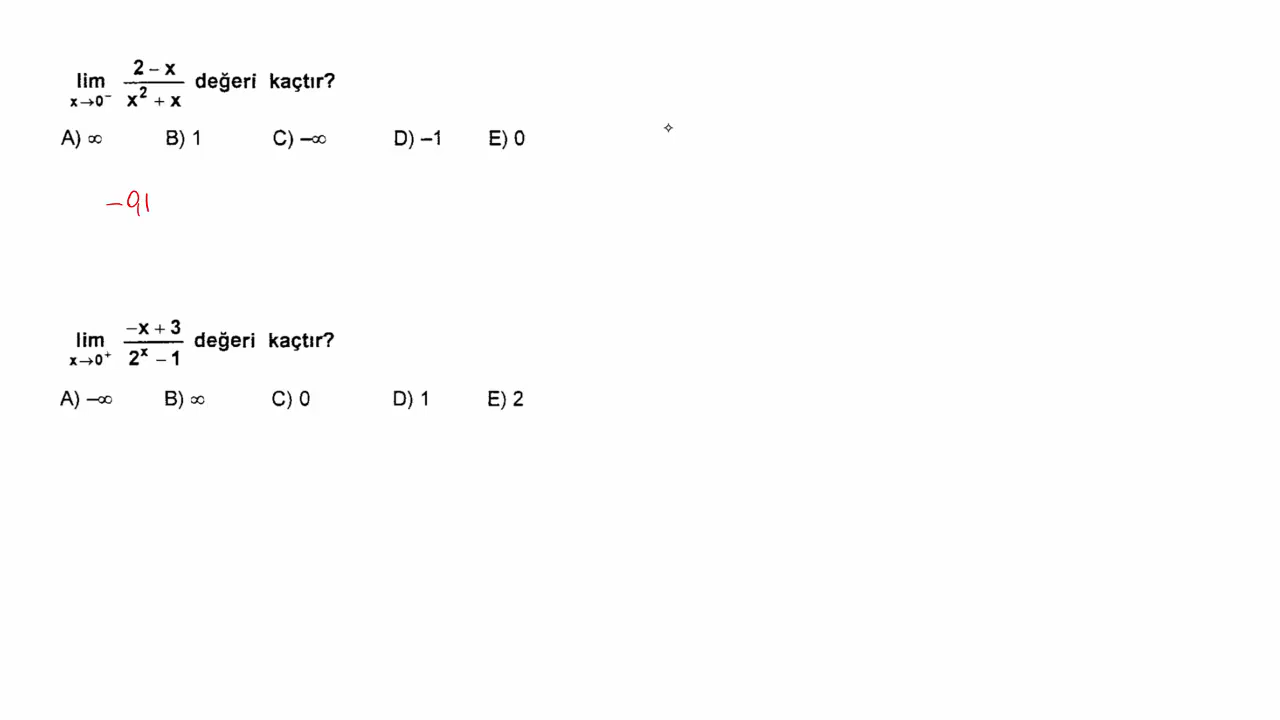 lim x→0⁻ (2 – x)/(x² + x) değeri kaçtır?
A) ∞ B) 1 C) –∞ D) –1 E) 0
–91
lim x→0⁺ (–x + 3)/(2ˣ – 1) değeri kaçtır?
A) –∞ B) ∞ C) 0 D) 1 E) 2